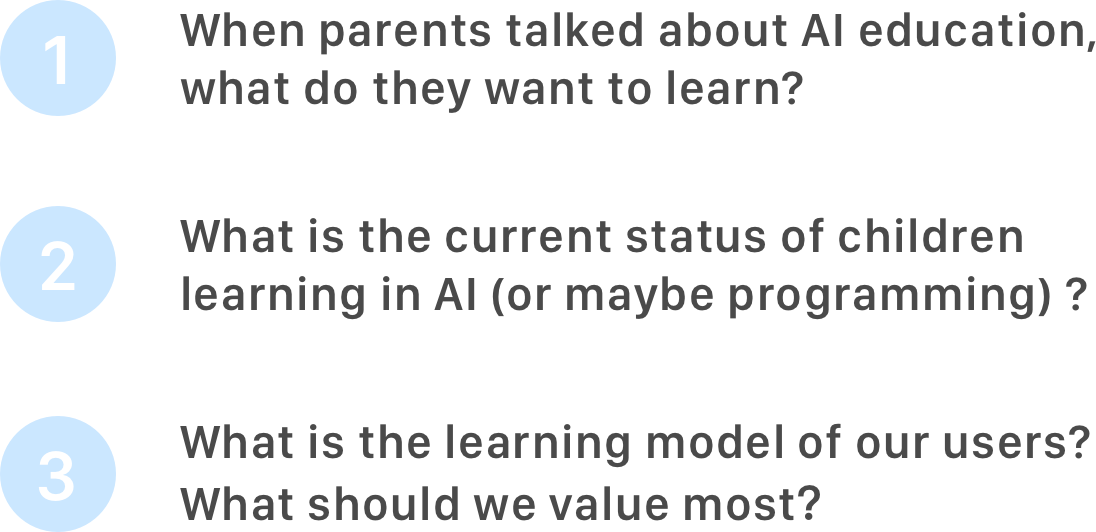 1
When parents talked about AI education,
what do they want to learn?
2
What is the current status of children
learning in AI (or maybe programming) ?
3
What is the learning model of our users?
What should we value most?